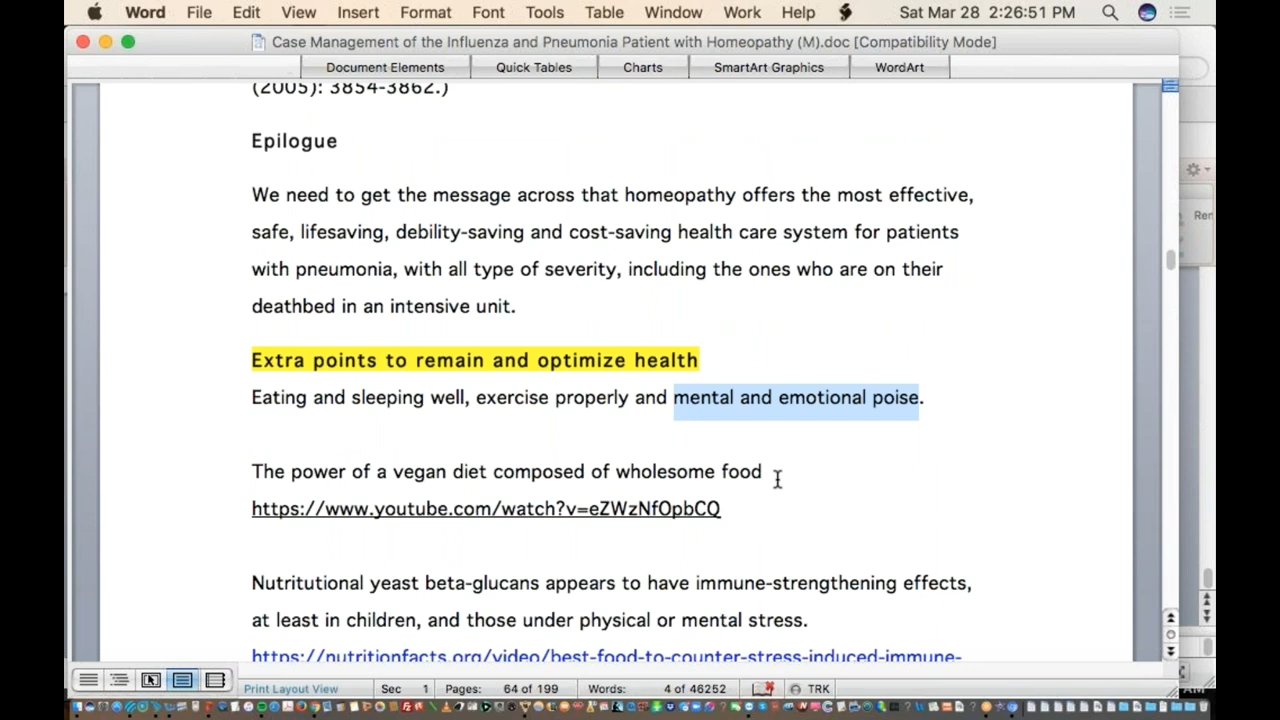 Word File Edit View Insert Format Font Tools Table Window Work Help Sat Mar 28 2:26:51 PM
Case Management of the Influenza and Pneumonia Patient with Homeopathy (M).doc [Compatibility Mode]
Document Elements Quick Tables Charts SmartArt Graphics WordArt
(2005): 3854-3862.)
Epilogue
We need to get the message across that homeopathy offers the most effective,
safe, lifesaving, debility-saving and cost-saving health care system for patients
with pneumonia, with all type of severity, including the ones who are on their
deathbed in an intensive unit.
Extra points to remain and optimize health
Eating and sleeping well, exercise properly and mental and emotional poise.
The power of a vegan diet composed of wholesome food
https://www.youtube.com/watch?v=eZWzNfOpbCQ
Nutritutional yeast beta-glucans appears to have immune-strengthening effects,
at least in children, and those under physical or mental stress.
https://nutritionfacts.org/video/best-food-to-counter-stress-induced-immune-
Print Layout View Sec 1 Pages: 64 of 199 Words: 4 of 46252 TRK